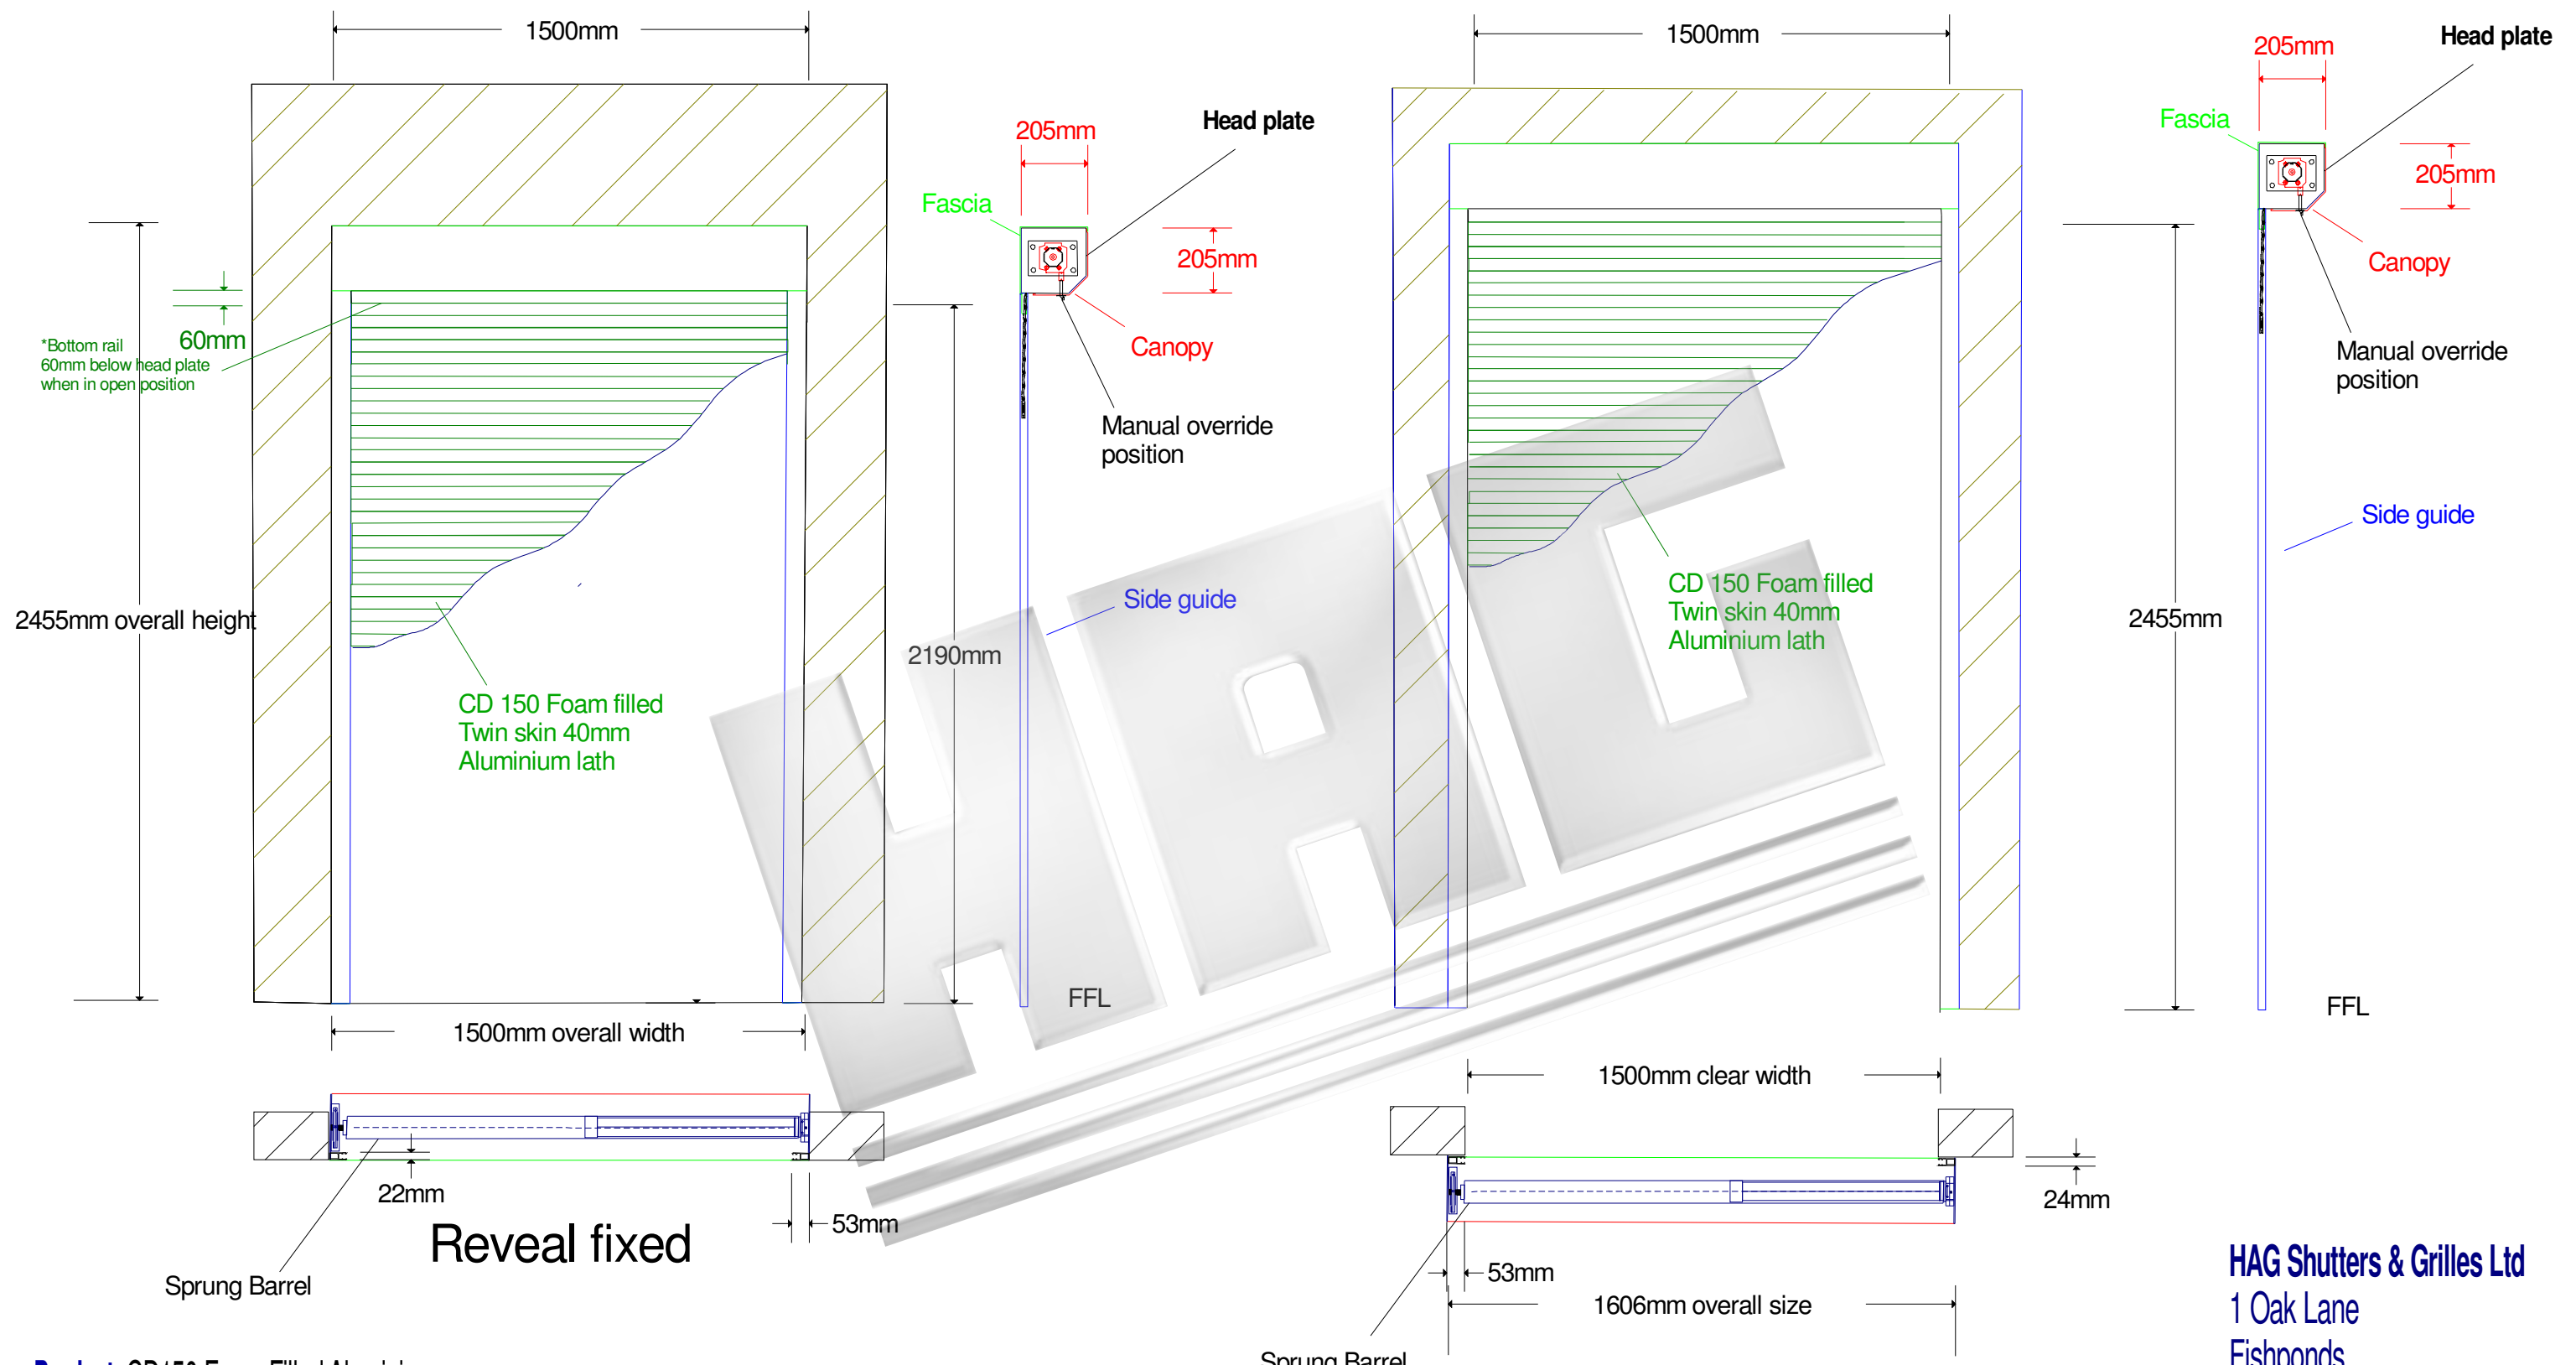 1500mm
205mm
Head plate
Fascia
205mm
Canopy
Manual override
position
60mm
*Bottom rail
60mm below head plate
when in open position
2455mm overall height
CD 150 Foam filled
Twin skin 40mm
Aluminium lath
2190mm
Side guide
FFL
1500mm overall width
22mm
53mm
Reveal fixed
Sprung Barrel
1500mm
205mm
Head plate
Fascia
205mm
Canopy
Manual override
position
Side guide
CD 150 Foam filled
Twin skin 40mm
Aluminium lath
2455mm
FFL
1500mm clear width
24mm
53mm
1606mm overall size
Sprung Barrel
HAG
HAG Shutters & Grilles Ltd
1 Oak Lane
Fishponds